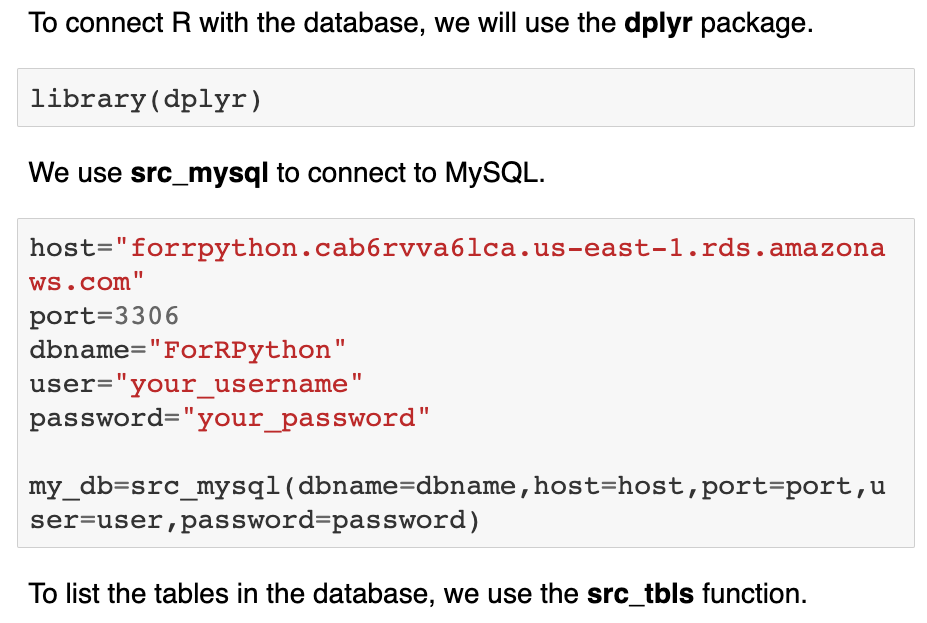 To connect R with the database, we will use the dplyr package.
library(dplyr)
We use src_mysql to connect to MySQL.
host="forrpython.cab6rvva6lca.us-east-1.rds.amazona
ws.com"
port=3306
dbname="ForRPython"
user="your_username"
password="your_password"
my_db=src_mysql(dbname=dbname,host=host,port=port,u
ser=user,password=password)
To list the tables in the database, we use the src_tbls function.